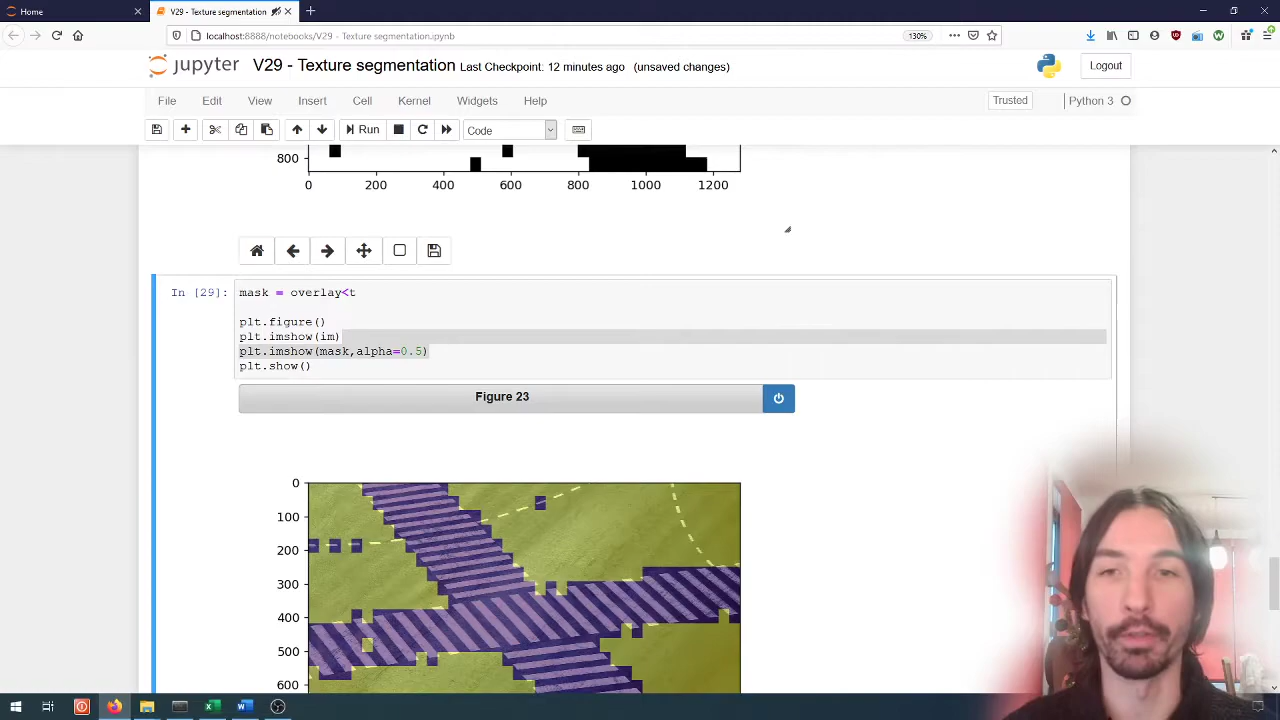 Home
V29 - Texture segmentation
localhost:8888/notebooks/V29 - Texture segmentation.ipynb
130%
jupyter V29 - Texture segmentation Last Checkpoint: 12 minutes ago (unsaved changes)
Logout
File Edit View Insert Cell Kernel Widgets Help
Trusted
Python 3
Run
Code
800
0 200 400 600 800 1000 1200
In [29]: mask = overlay<t
plt.figure()
plt.imshow(im)
plt.imshow(mask,alpha=0.5)
plt.show()
Figure 23
0
100
200
300
400
500
600